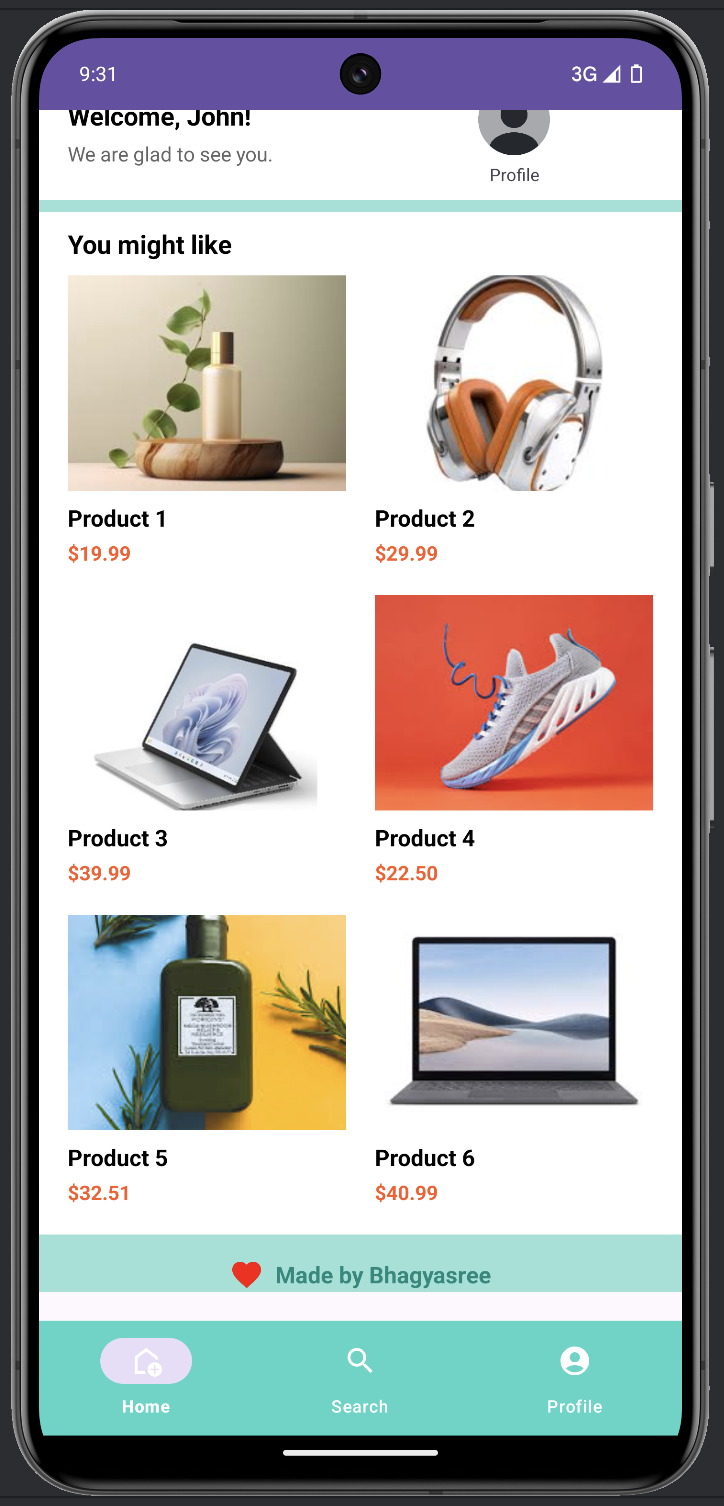 9:31
3G
Welcome, John!
We are glad to see you.
Profile
You might like
Product 1
Product 2
$19.99
$29.99
Product 3
Product 4
$39.99
$22.50
ORIGINS
Product 5
Product 6
$32.51
$40.99
Made by Bhagyasree
Home
Search
Profile